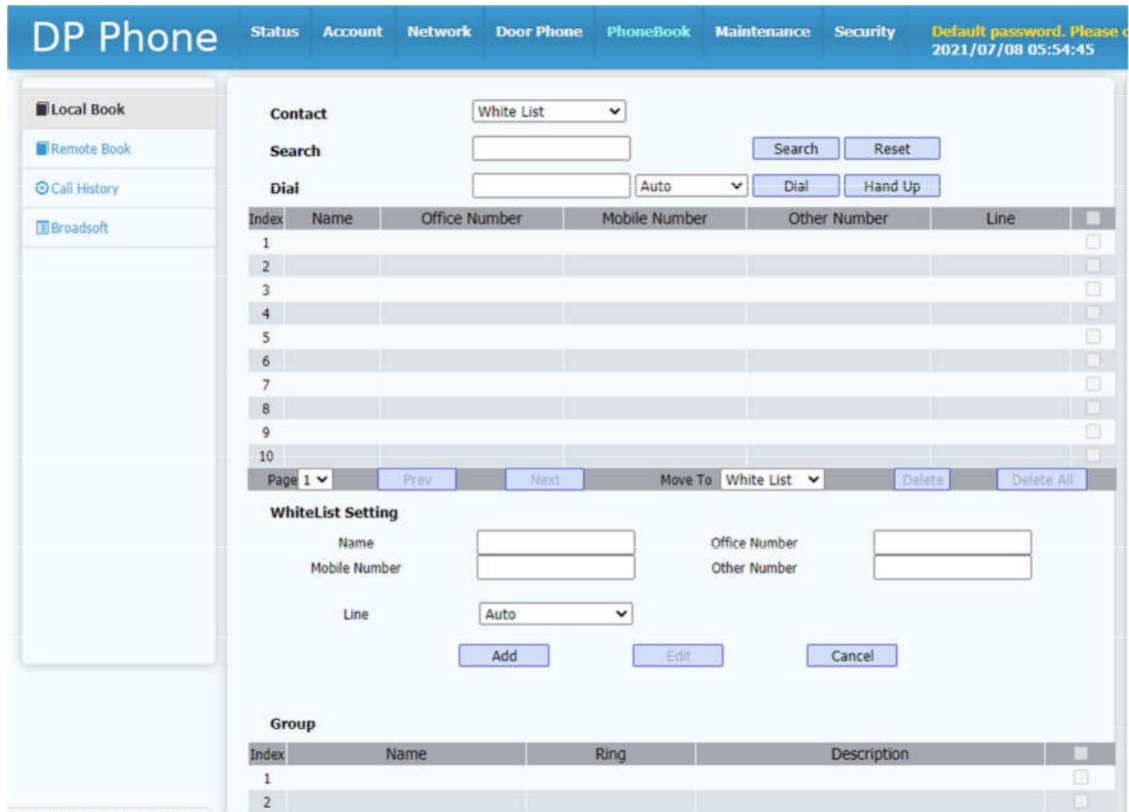 DP Phone
Status Account Network Door Phone PhoneBook Maintenance Security
Default password. Please
2021/07/08 05:54:45
Local Book
Remote Book
Call History
Broadsoft
Contact White List
Search Search Reset
Dial Auto Dial Hand Up
Index Name Office Number Mobile Number Other Number Line
1
2
3
4
5
6
7
8
9
10
Page 1 Prev Next Move To White List Delete Delete All
WhiteList Setting
Name Office Number
Mobile Number Other Number
Line Auto
Add Edit Cancel
Group
Index Name Ring Description
1
2